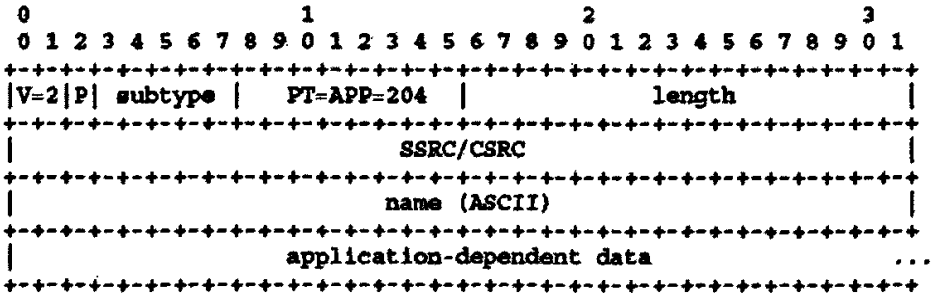 0                   1                   2                   3
 0 1 2 3 4 5 6 7 8 9 0 1 2 3 4 5 6 7 8 9 0 1 2 3 4 5 6 7 8 9 0 1
+-+-+-+-+-+-+-+-+-+-+-+-+-+-+-+-+-+-+-+-+-+-+-+-+-+-+-+-+-+-+-+-+
|V=2|P| subtype | PT=APP=204 | length |
+-+-+-+-+-+-+-+-+-+-+-+-+-+-+-+-+-+-+-+-+-+-+-+-+-+-+-+-+-+-+-+-+
| SSRC/CSRC |
+-+-+-+-+-+-+-+-+-+-+-+-+-+-+-+-+-+-+-+-+-+-+-+-+-+-+-+-+-+-+-+-+
| name (ASCII) |
+-+-+-+-+-+-+-+-+-+-+-+-+-+-+-+-+-+-+-+-+-+-+-+-+-+-+-+-+-+-+-+-+
| application-dependent data ...
+-+-+-+-+-+-+-+-+-+-+-+-+-+-+-+-+-+-+-+-+-+-+-+-+-+-+-+-+-+-+-+-+